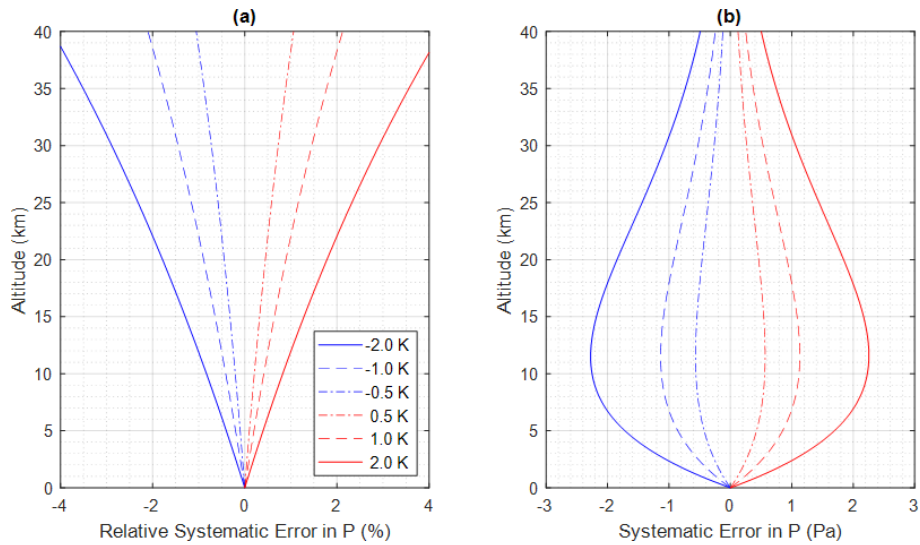 (a)
40
35
30
25
20
15
10
5
0
Altitude (km)
-4
-2
0
2
4
Relative Systematic Error in P (%)
-2.0 K
-1.0 K
-0.5 K
0.5 K
1.0 K
2.0 K
(b)
40
35
30
25
20
15
10
5
0
Altitude (km)
-3
-2
-1
0
1
2
3
Systematic Error in P (Pa)